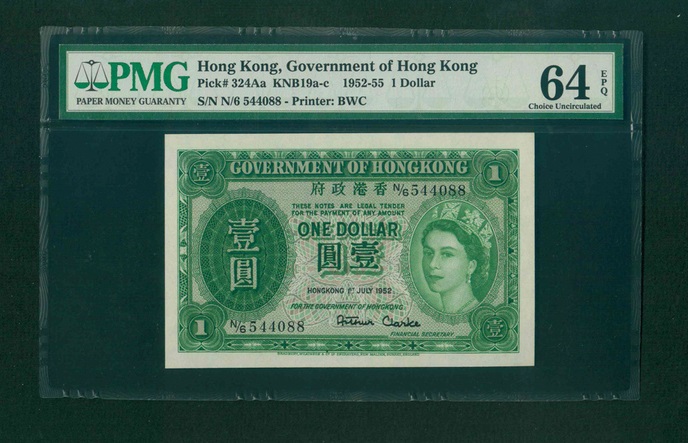 PMG
PAPER MONEY GUARANTY
Hong Kong, Government of Hong Kong
Pick# 324Aa KNB19a-c 1952-55 1 Dollar
S/N N/6 544088 - Printer: BWC
64 EPQ
Choice Uncirculated
壹 GOVERNMENT OF HONGKONG 1
府政港香 N/6 544088
THESE NOTES ARE LEGAL TENDER
FOR THE PAYMENT OF ANY AMOUNT
ONE DOLLAR
壹圓
圓壹
HONGKONG 1ST JULY 1952
FOR THE GOVERNMENT OF HONGKONG
Arthur Clarke
FINANCIAL SECRETARY
1 N/6 544088 壹